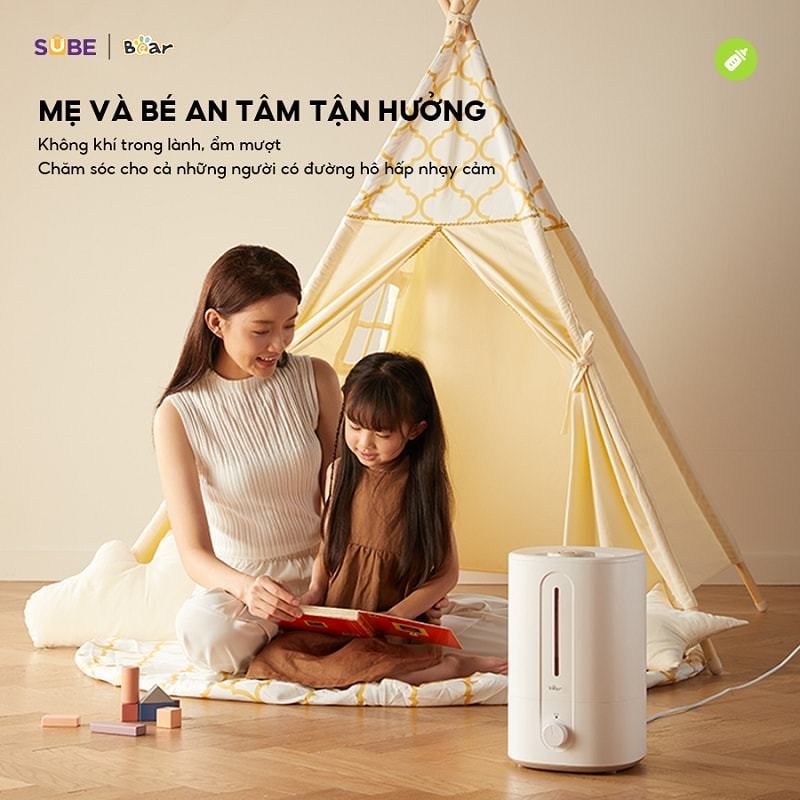 SUBE | Bear
MẸ VÀ BÉ AN TÂM TẬN HƯỞNG
Không khí trong lành, ẩm mượt
Chăm sóc cho cả những người có đường hô hấp nhạy cảm
Bear